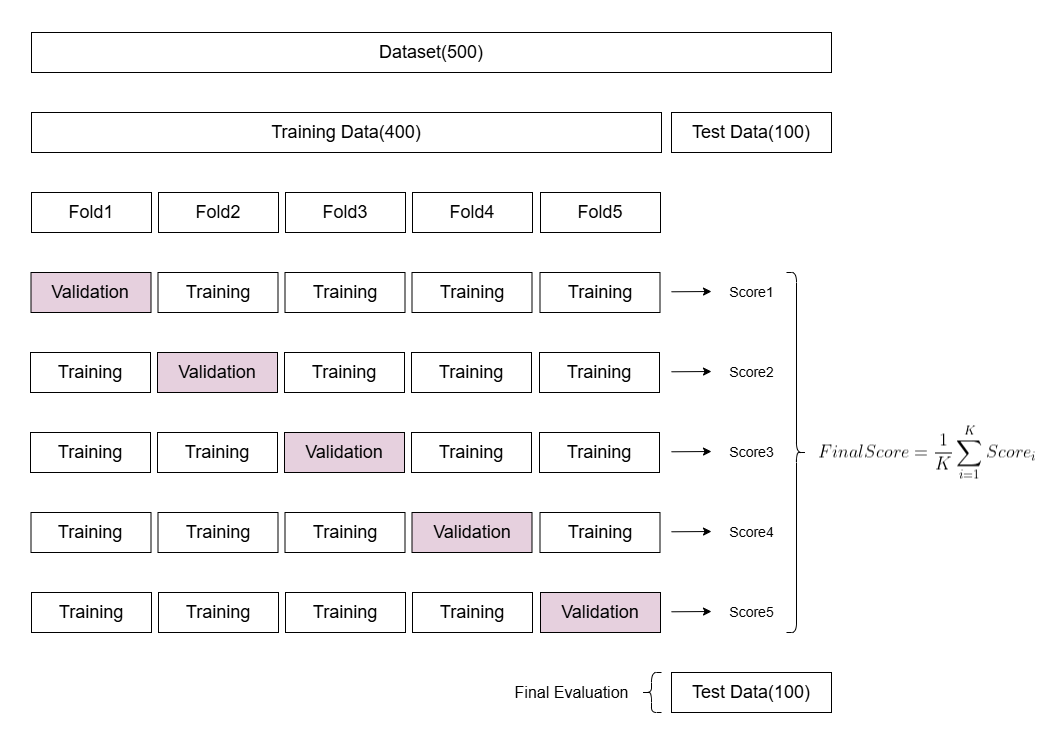 Dataset(500)
Training Data(400) Test Data(100)
Fold1 Fold2 Fold3 Fold4 Fold5
Validation Training Training Training Training Score1
Training Validation Training Training Training Score2
Training Training Validation Training Training Score3
FinalScore = \frac{1}{K} \sum_{i=1}^{K} Score_i
Training Training Training Validation Training Score4
Training Training Training Training Validation Score5
Final Evaluation Test Data(100)